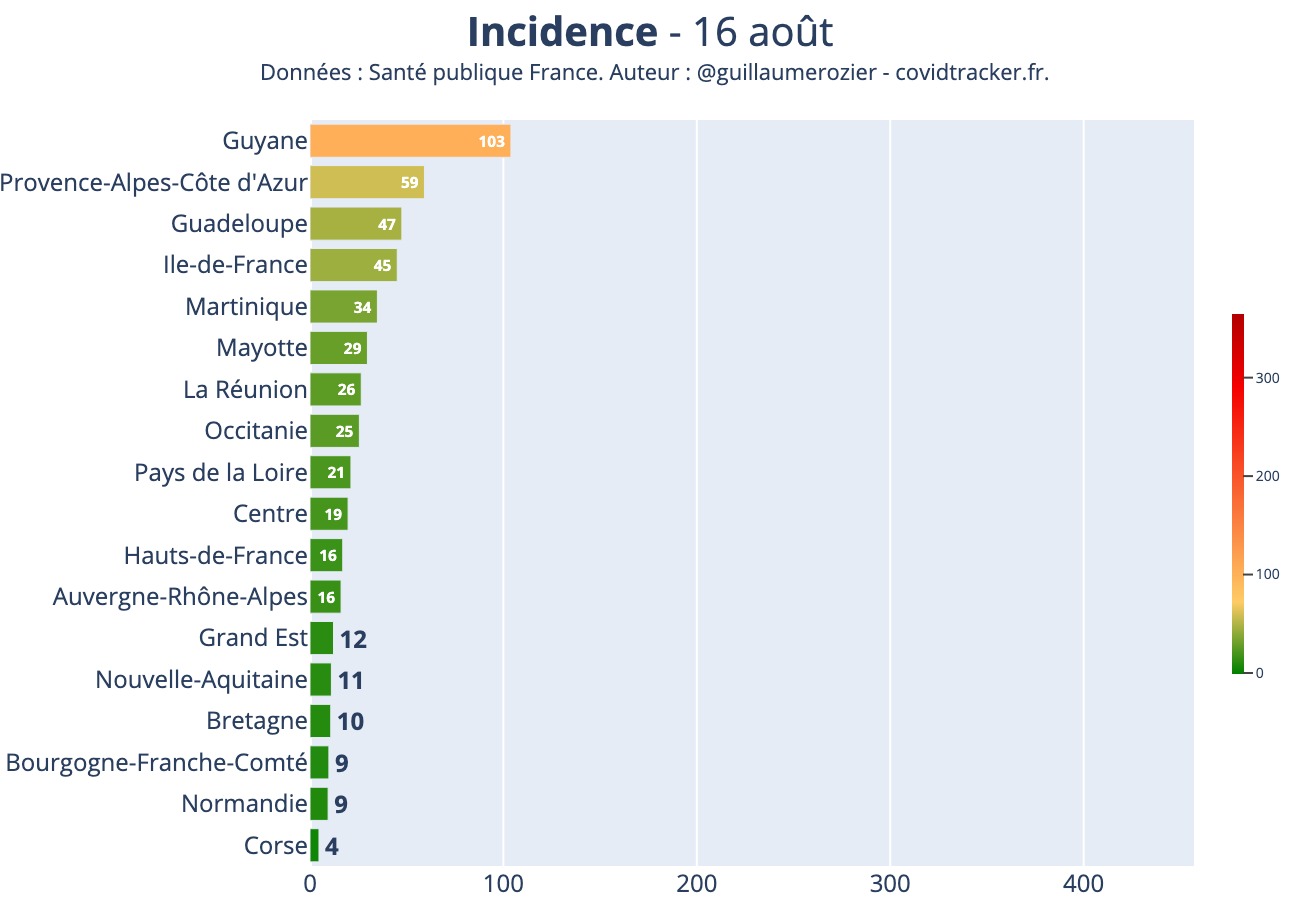 Incidence - 16 août
Données : Santé publique France. Auteur : @guillaumerozier - covidtracker.fr.
Guyane 103
Provence-Alpes-Côte d'Azur 59
Guadeloupe 47
Ile-de-France 45
Martinique 34
Mayotte 29
La Réunion 26
Occitanie 25
Pays de la Loire 21
Centre 19
Hauts-de-France 16
Auvergne-Rhône-Alpes 16
Grand Est 12
Nouvelle-Aquitaine 11
Bretagne 10
Bourgogne-Franche-Comté 9
Normandie 9
Corse 4
0 100 200 300 400
300
200
100
0